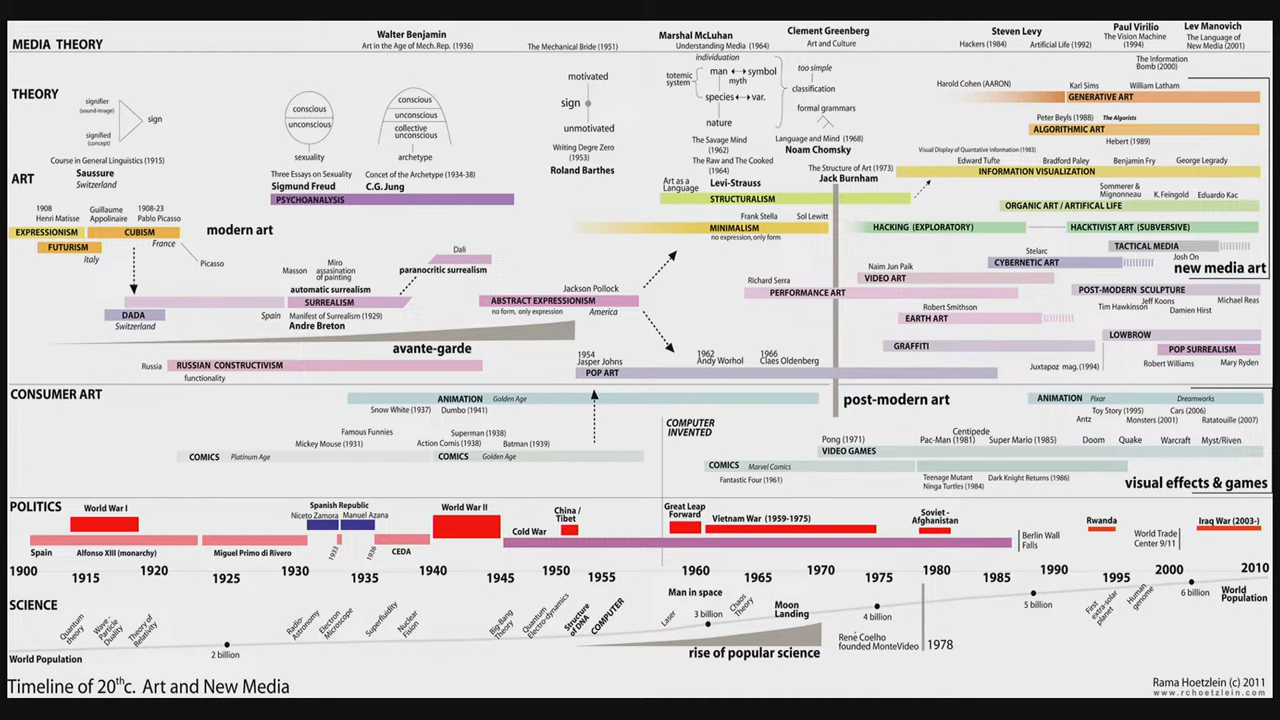 MEDIA THEORY
Walter Benjamin
Art in the Age of Mech. Rep. (1936)
The Mechanical Bride (1951)
Marshal McLuhan
Understanding Media (1964)
Clement Greenberg
Art and Culture
Steven Levy
Hackers (1984)
Artificial Life (1992)
Paul Virilio
The Vision Machine
(1994)
The Information
Bomb (2000)
Lev Manovich
The Language of
New Media (2001)
THEORY
signifier
(sound-image)
signified
(concept)
sign
Course in General Linguistics (1915)
Saussure
Switzerland
conscious
unconscious
sexuality
Three Essays on Sexuality
Sigmund Freud
conscious
unconscious
collective
unconscious
archetype
Concet of the Archetype (1934-38)
C.G. Jung
PSYCHOANALYSIS
motivated
sign
unmotivated
Writing Degre Zero
(1953)
Roland Barthes
individuation
totemic
system
man
symbol
myth
species
var.
nature
The Savage Mind
(1962)
The Raw and The Cooked
(1964)
Levi-Strauss
Art as a
Language
STRUCTURALISM
too simple
classification
formal grammars
Language and Mind (1968)
Noam Chomsky
The Structure of Art (1973)
Jack Burnham
Harold Cohen (AARON)
Karl Sims
William Latham
GENERATIVE ART
Peter Beyls (1988)
The Algorists
ALGORITHMIC ART
Hebert (1989)
Visual Display of Quantative Information (1983)
Edward Tufte
Bradford Paley
Benjamin Fry
George Legrady
INFORMATION VISUALIZATION
Sommerer &
Mignonneau
K. Feingold
Eduardo Kac
ORGANIC ART / ARTIFICAL LIFE
ART
1908
Henri Matisse
Guillaume
Appolinaire
1908-23
Pablo Picasso
EXPRESSIONISM
CUBISM
FUTURISM
Italy
France
Picasso
modern art
DADA
Switzerland
Spain
Masson
Miro
asasination
of painting
automatic surrealism
SURREALISM
Manifest of Surrealism (1929)
Andre Breton
Dali
paranocritic surrealism
Jackson Pollock
ABSTRACT EXPRESSIONISM
no form, only expression
America
avante-garde
Russia
RUSSIAN CONSTRUCTIVISM
functionality
Frank Stella
Sol Lewitt
MINIMALISM
no expression, only form
HACKING (EXPLORATORY)
HACKTIVIST ART (SUBVERSIVE)
TACTICAL MEDIA
Josh On
Stelarc
CYBERNETIC ART
new media art
Naim Jun Paik
VIDEO ART
RIchard Serra
PERFORMANCE ART
POST-MODERN SCULPTURE
Tim Hawkinson
Jeff Koons
Damien Hirst
Michael Reas
Robert Smithson
EARTH ART
GRAFFITI
LOWBROW
POP SURREALISM
Juxtapoz mag.(1994)
Robert Williams
Mary Ryden
1954
Jasper Johns
1962
Andy Worhol
1966
Claes Oldenberg
POP ART
post-modern art
CONSUMER ART
ANIMATION
Golden Age
Snow White (1937)
Dumbo (1941)
Famous Funnies
Mickey Mouse (1931)
Superman (1938)
Action Comis (1938)
Batman (1939)
COMICS
Platinum Age
COMICS
Golden Age
COMPUTER
INVENTED
COMICS
Marvel Comics
Fantastic Four (1961)
Pong (1971)
VIDEO GAMES
Centipede
Pac-Man (1981)
Super Mario (1985)
Doom
Quake
Warcraft
Myst/Riven
Teenage Mutant
Ninga Turtles (1984)
Dark Knight Returns (1986)
ANIMATION
Pixar
Dreamworks
Toy Story (1995)
Cars (2006)
Antz
Monsters (2001)
Ratatouille (2007)
visual effects & games
POLITICS
World War I
Spanish Republic
Niceto Zamora
Manuel Azana
World War II
China /
Tibet
Cold War
Great Leap
Forward
Vietnam War (1959-1975)
Soviet -
Afghanistan
Berlin Wall
Falls
Rwanda
World Trade
Center 9/11
Iraq War (2003-)
Spain
Alfonso XIII (monarchy)
Miguel Primo di Rivero
1933
1936
CEDA
1900
1915
1920
1925
1930
1935
1940
1945
1950
1955
1960
1965
1970
1975
1980
1985
1990
1995
2000
2010
SCIENCE
Quantum
Theory
Wave-
Particle
Duality
Theory of
Relativity
Radio-
Astronomy
Electron
Microscope
Superfluidity
Nuclear
Fission
Big-Bang
Theory
Quantum
Electro-dynamics
Structure
of DNA
COMPUTER
Laser
Man in space
3 billion
Chaos
Theory
Moon
Landing
4 billion
René Coelho
founded MonteVideo
1978
5 billion
First
extra-solar
planet
Human
genome
6 billion
World
Population
World Population
2 billion
rise of popular science
Timeline of 20thc. Art and New Media
Rama Hoetzlein (c) 2011
www.rchoetzlein.com